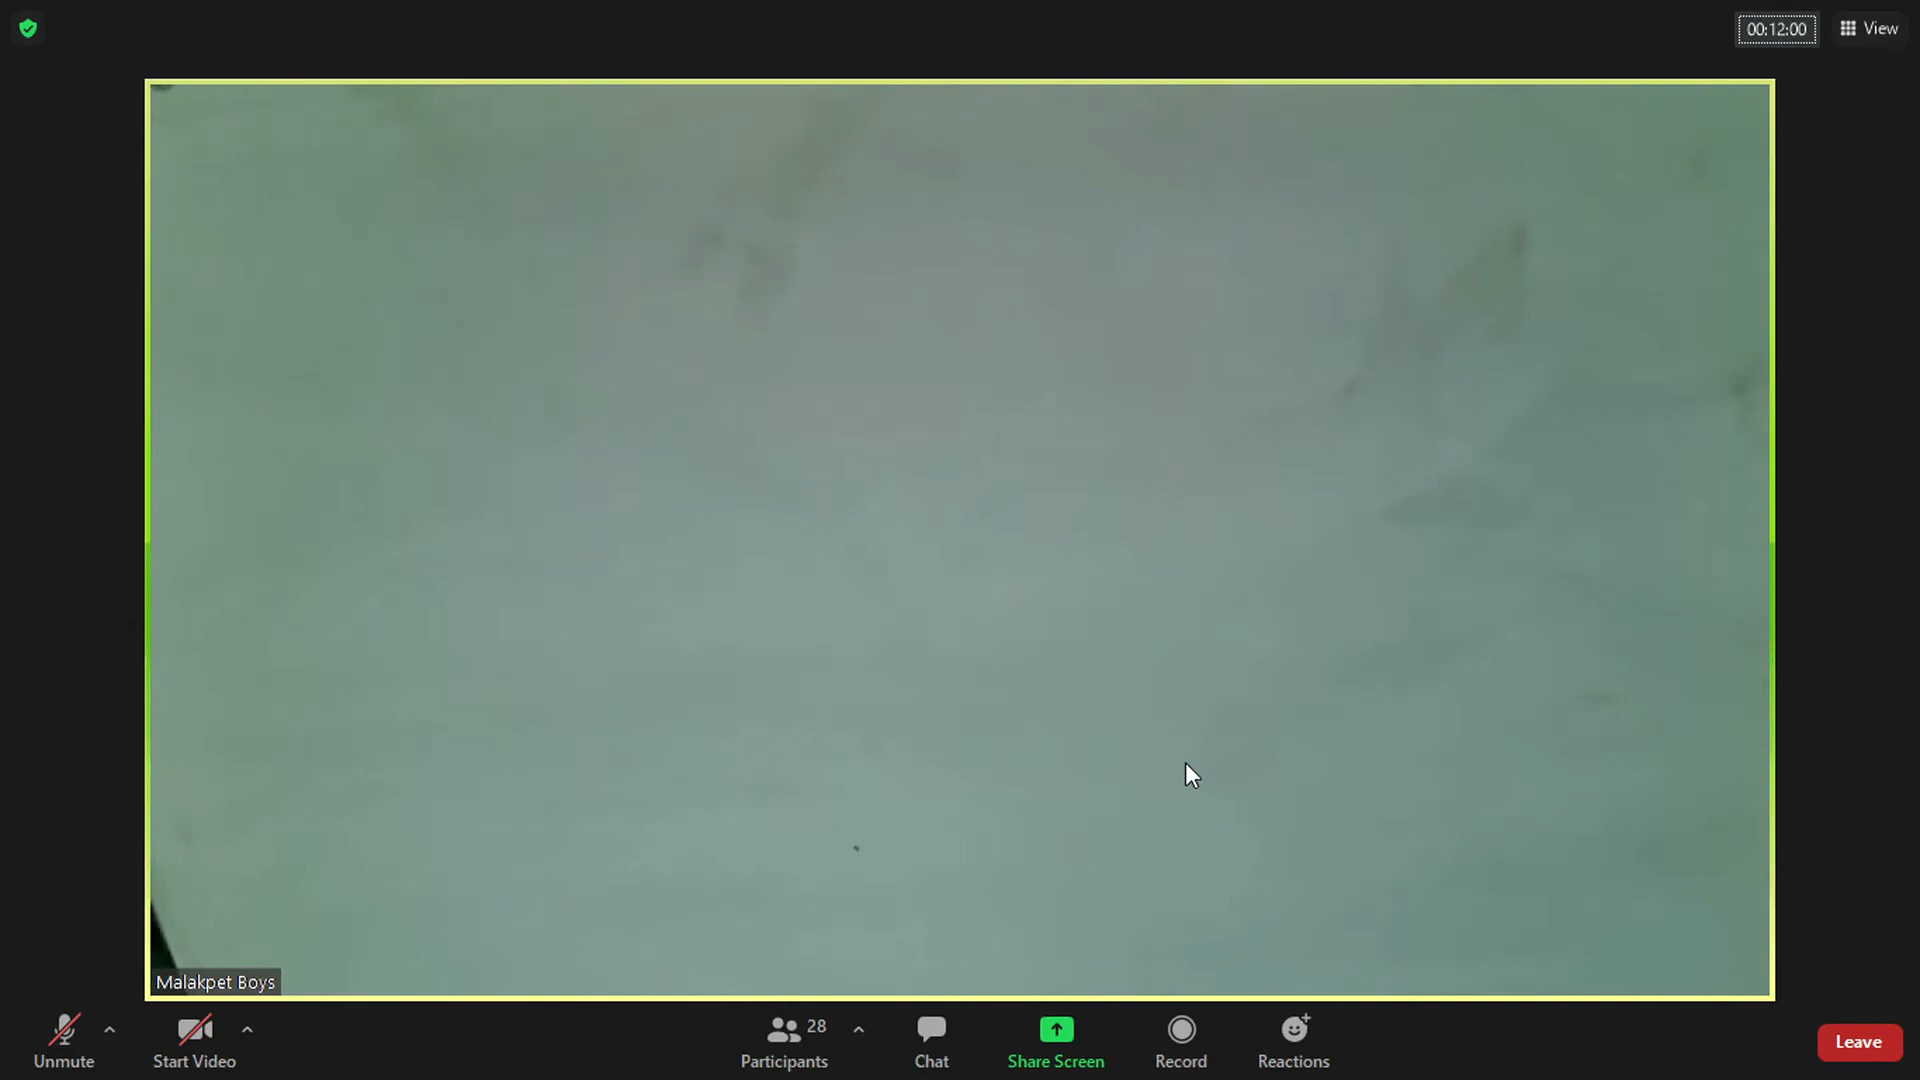 00:12:00 View
Malakpet Boys
28
Unmute Start Video Participants Chat Share Screen Record Reactions Leave